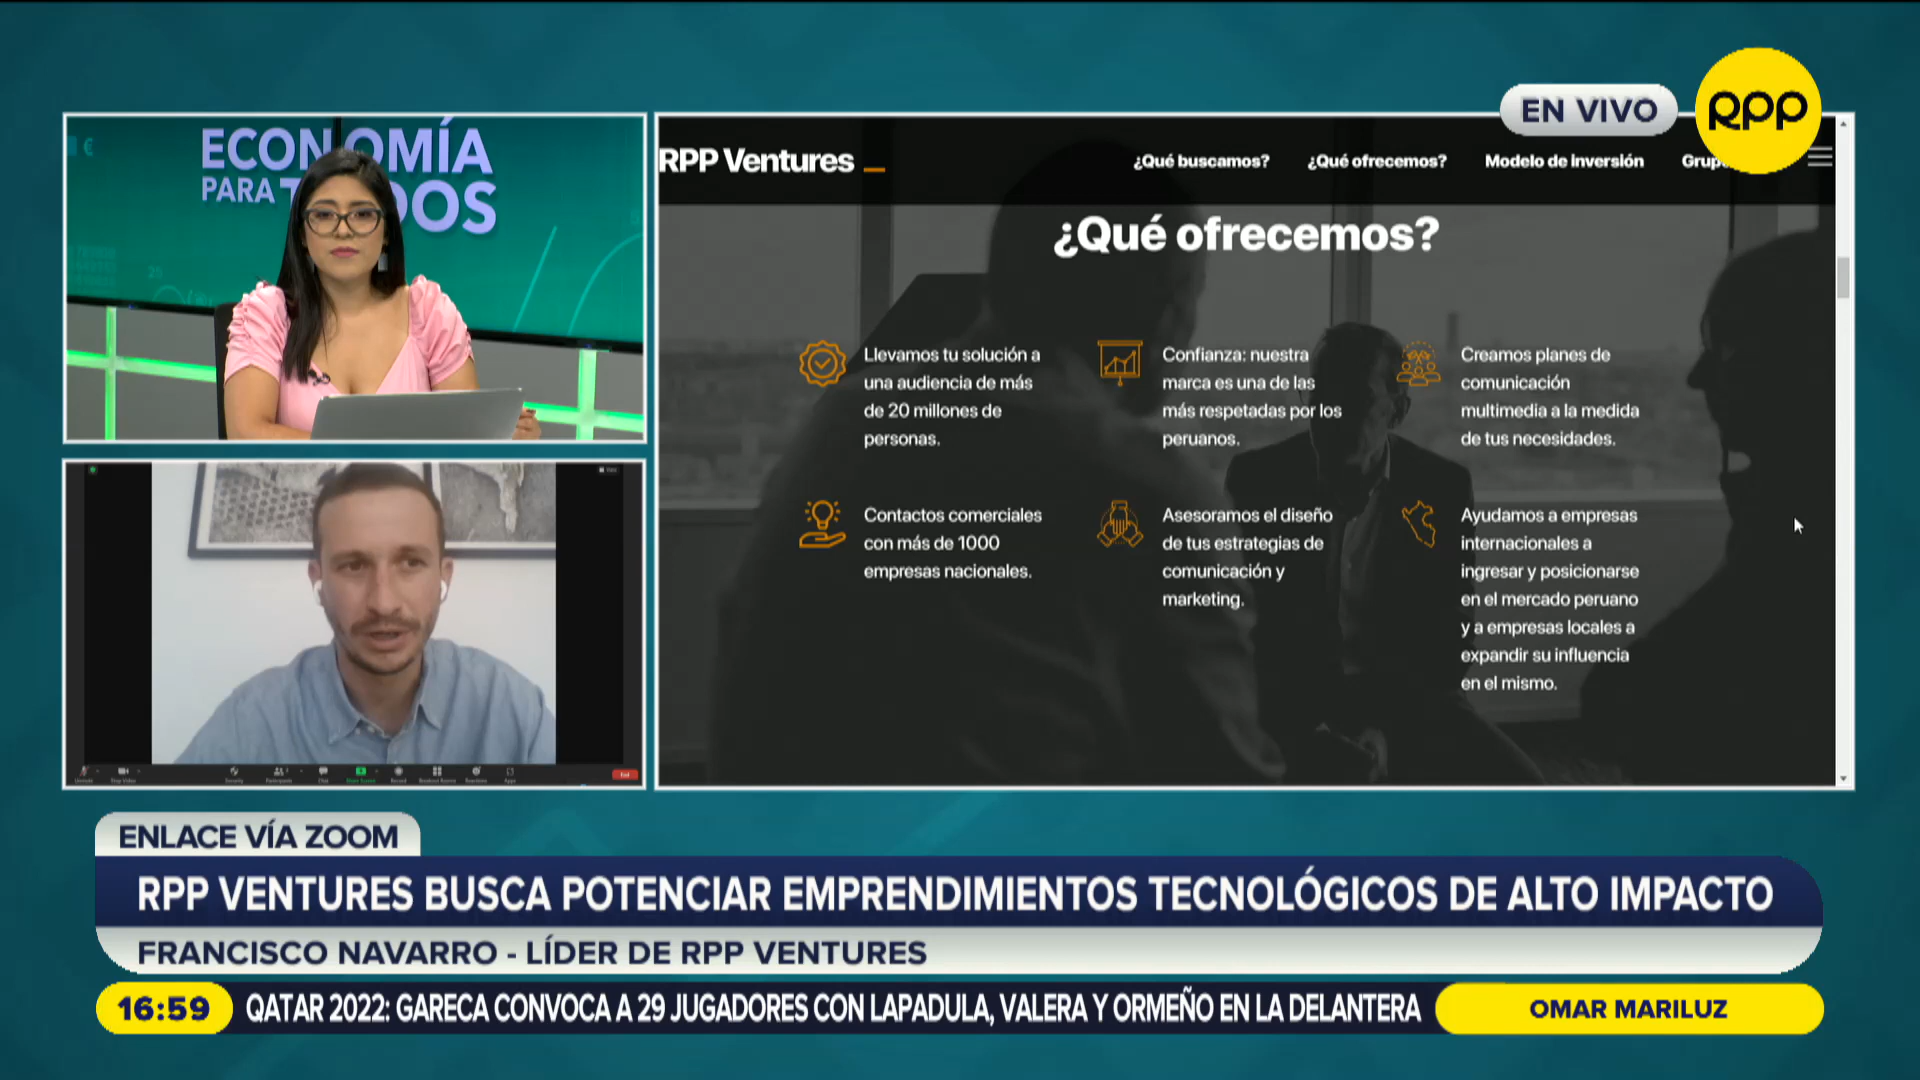 EN VIVO
rpp
ECONOMÍA
PARA
RPP Ventures _
¿Qué buscamos?
¿Qué ofrecemos?
Modelo de inversión
¿Qué ofrecemos?
Llevamos tu solución a
una audiencia de más
de 20 millones de
personas.
Confianza: nuestra
marca es una de las
más respetadas por los
peruanos.
Creamos planes de
comunicación
multimedia a la medida
de tus necesidades.
Contactos comerciales
con más de 1000
empresas nacionales.
Asesoramos el diseño
de tus estrategias de
comunicación y
marketing.
Ayudamos a empresas
internacionales a
ingresar y posicionarse
en el mercado peruano
y a empresas locales a
expandir su influencia
en el mismo.
ENLACE VÍA ZOOM
RPP VENTURES BUSCA POTENCIAR EMPRENDIMIENTOS TECNOLÓGICOS DE ALTO IMPACTO
FRANCISCO NAVARRO - LÍDER DE RPP VENTURES
16:59
QATAR 2022: GARECA CONVOCA A 29 JUGADORES CON LAPADULA, VALERA Y ORMEÑO EN LA DELANTERA
OMAR MARILUZ